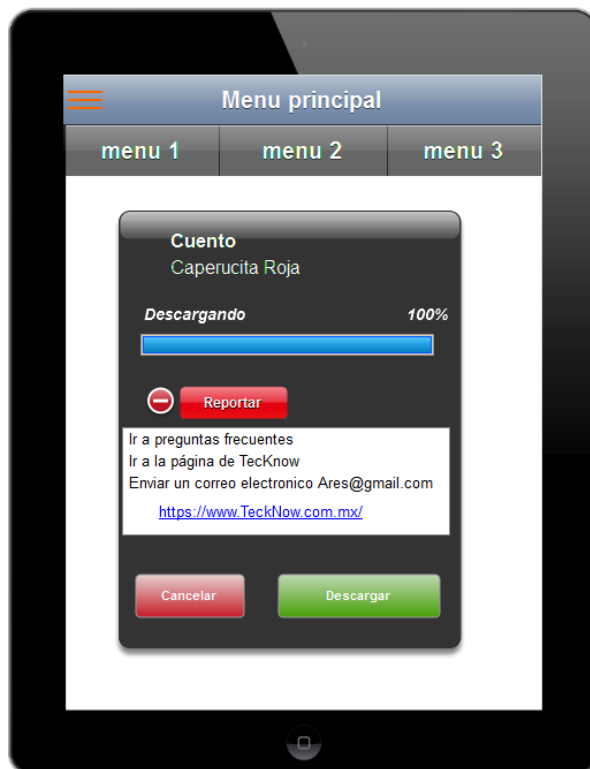 Menu principal
menu 1 menu 2 menu 3
Cuento
Caperucita Roja
Descargando 100%
Reportar
Ir a preguntas frecuentes
Ir a la página de TecKnow
Enviar un correo electronico Ares@gmail.com
https://www.TeckNow.com.mx/
Cancelar Descargar